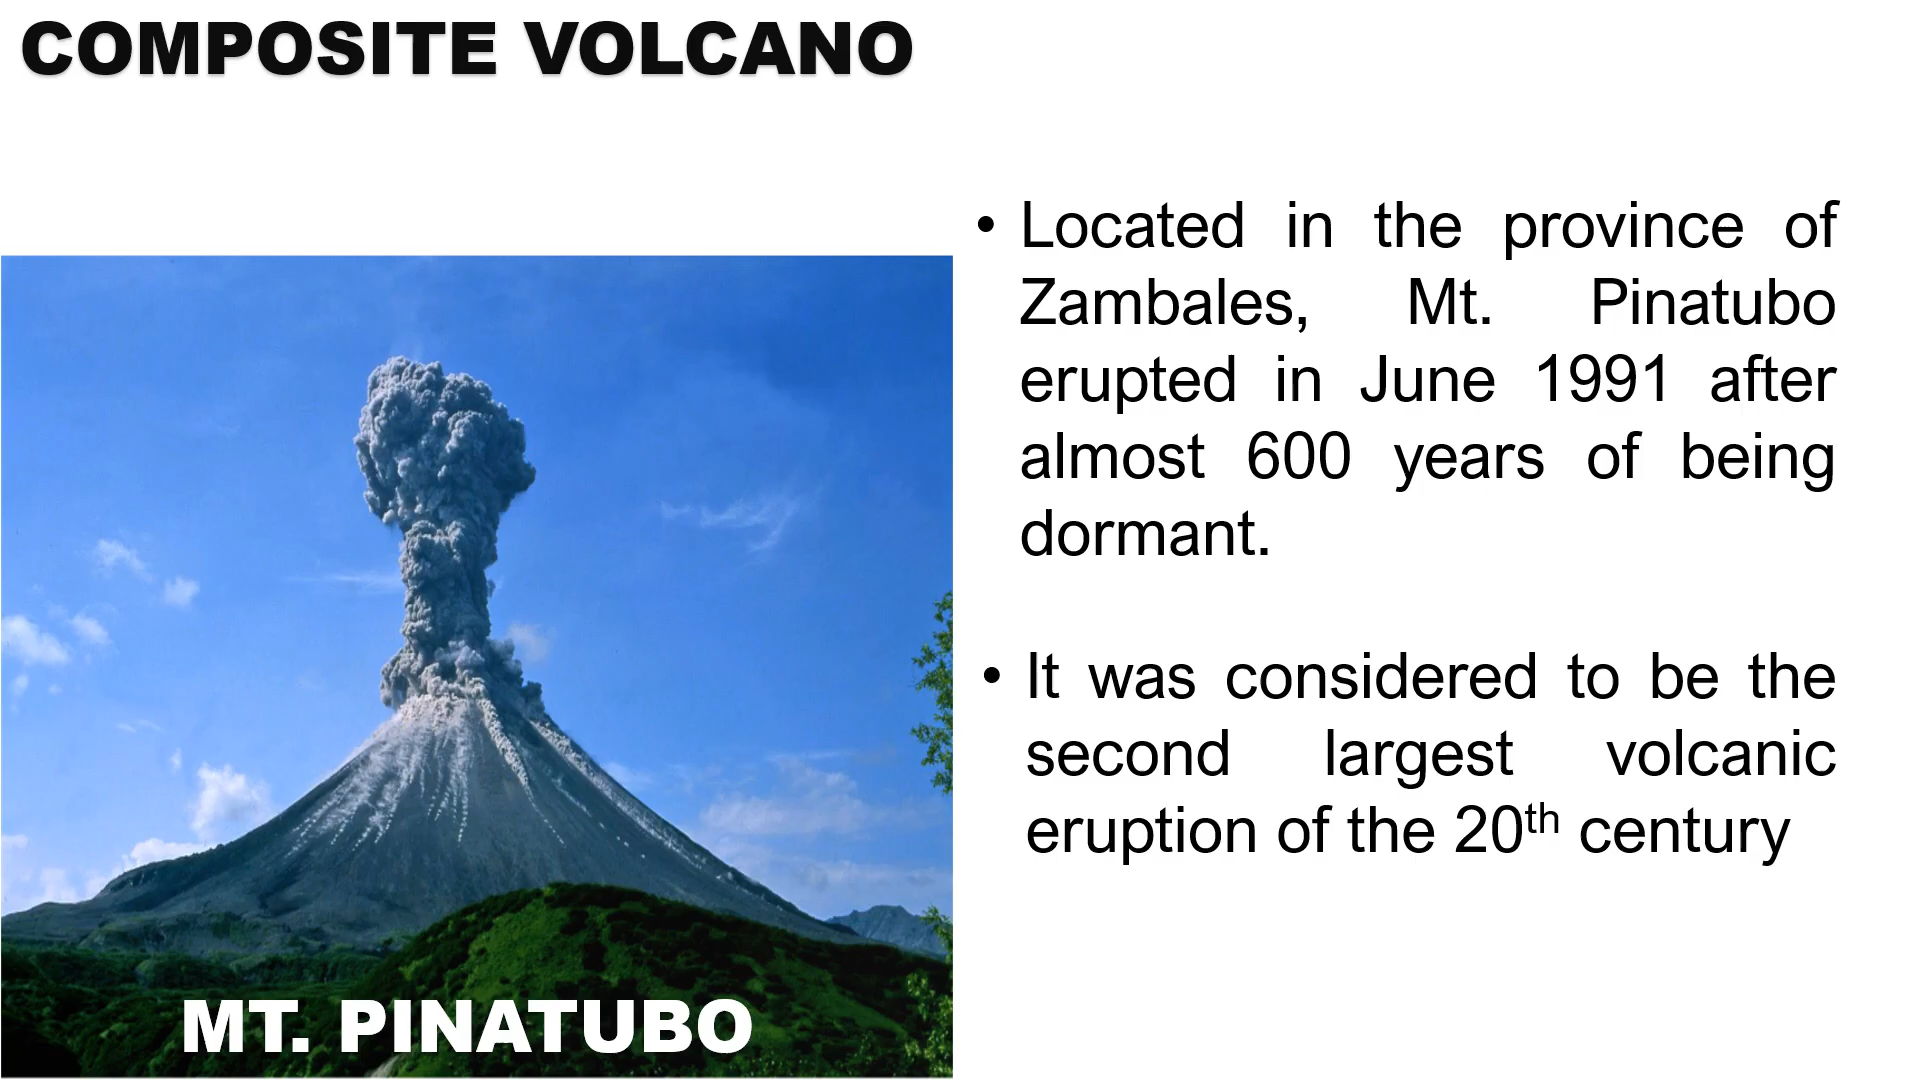 COMPOSITE VOLCANO
• Located in the province of
Zambales, Mt. Pinatubo
erupted in June 1991 after
almost 600 years of being
dormant.
• It was considered to be the
second largest volcanic
eruption of the 20th century
MT. PINATUBO